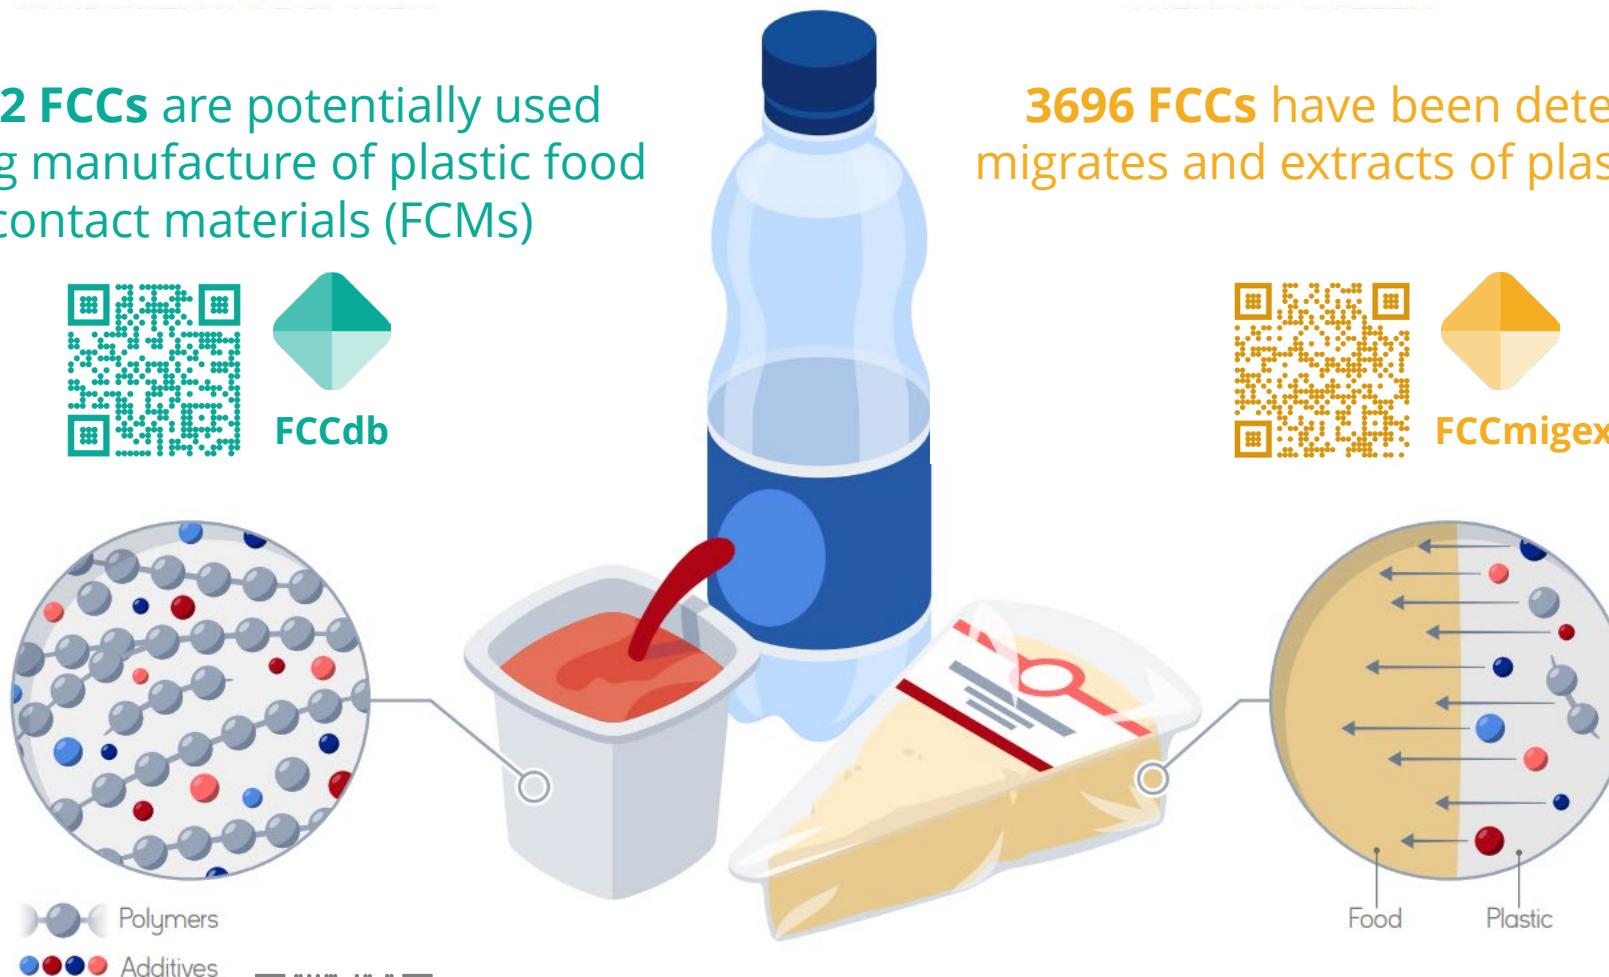 2 FCCs are potentially used
g manufacture of plastic food
contact materials (FCMs)
FCCdb
3696 FCCs have been dete
migrates and extracts of plas
FCCmigex
Polymers
Additives
Food
Plastic